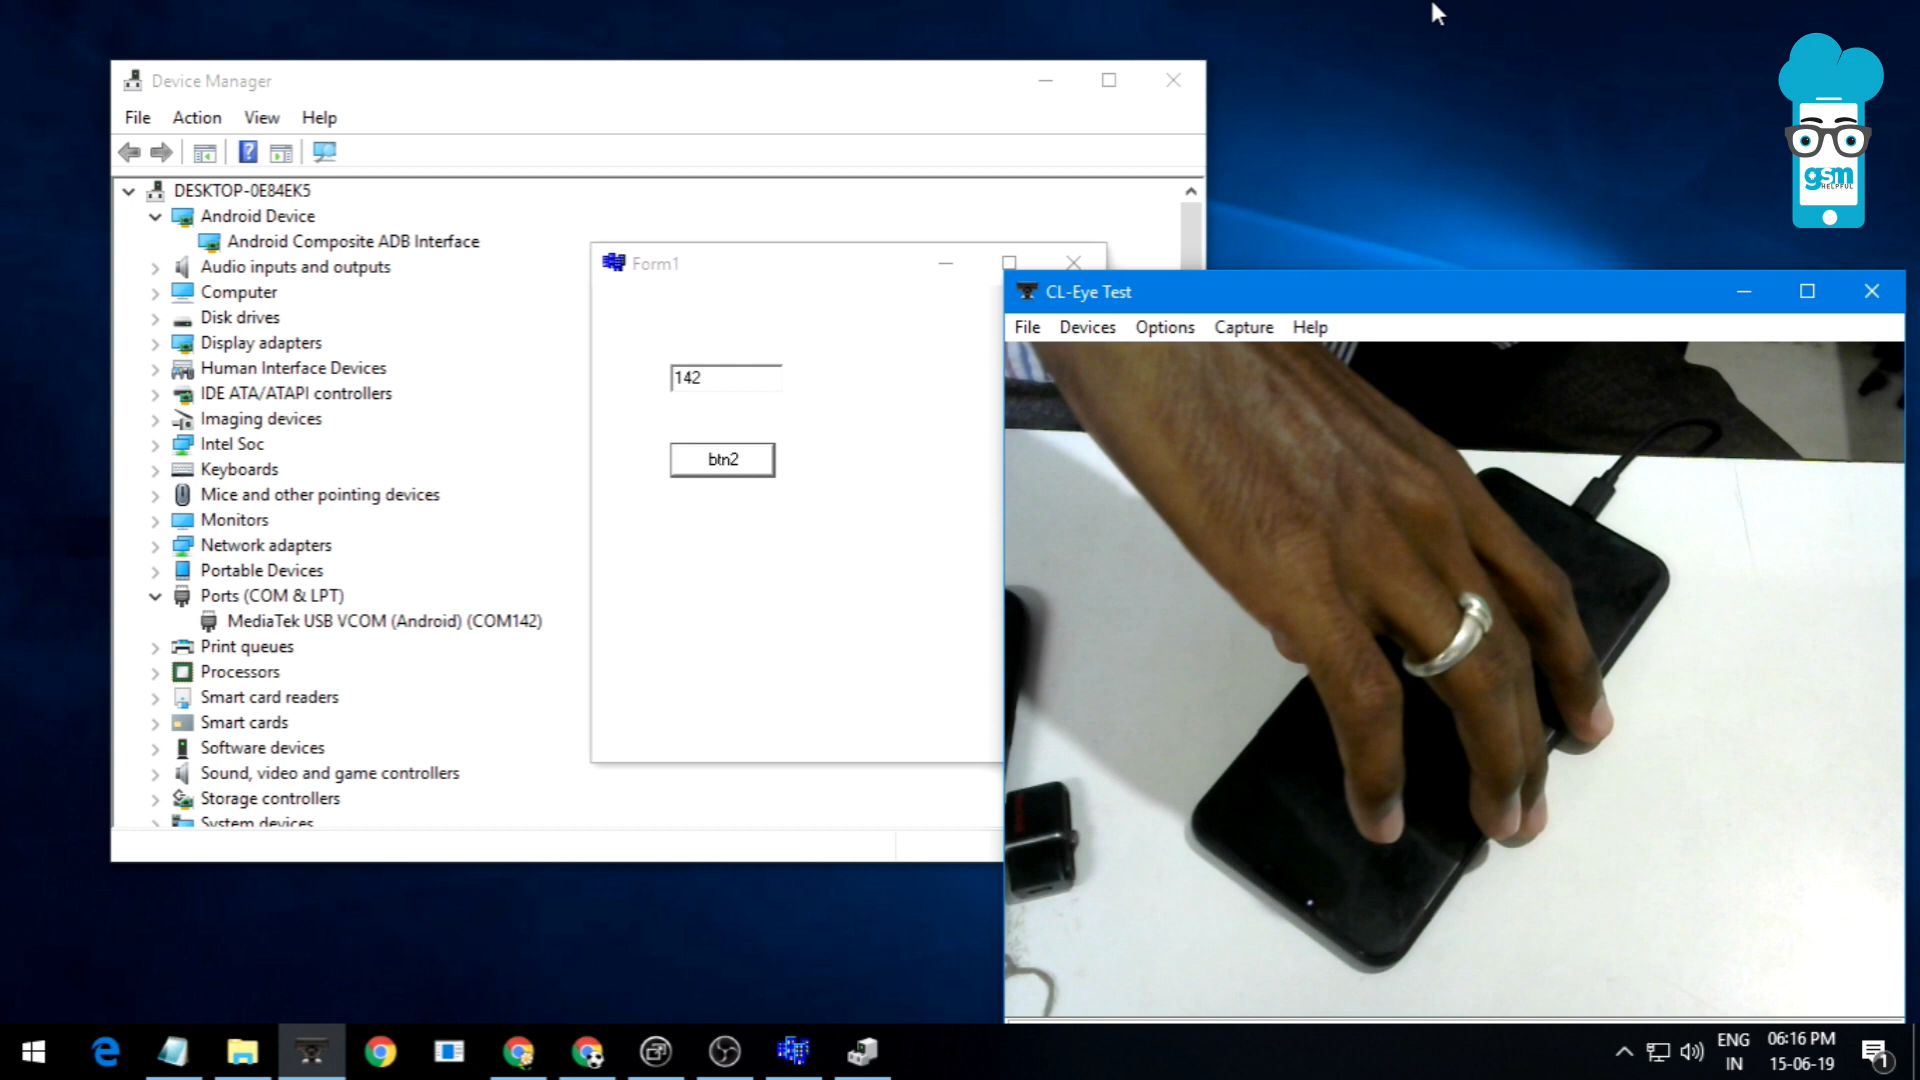 Device Manager
File Action View Help
DESKTOP-0E84EK5
Android Device
Android Composite ADB Interface
Audio inputs and outputs
Computer
Disk drives
Display adapters
Human Interface Devices
IDE ATA/ATAPI controllers
Imaging devices
Intel Soc
Keyboards
Mice and other pointing devices
Monitors
Network adapters
Portable Devices
Ports (COM & LPT)
MediaTek USB VCOM (Android) (COM142)
Print queues
Processors
Smart card readers
Smart cards
Software devices
Sound, video and game controllers
Storage controllers
System devices
Form1
142
btn2
CL-Eye Test
File Devices Options Capture Help
gsm
HELPFUL
ENG
IN
06:16 PM
15-06-19
1